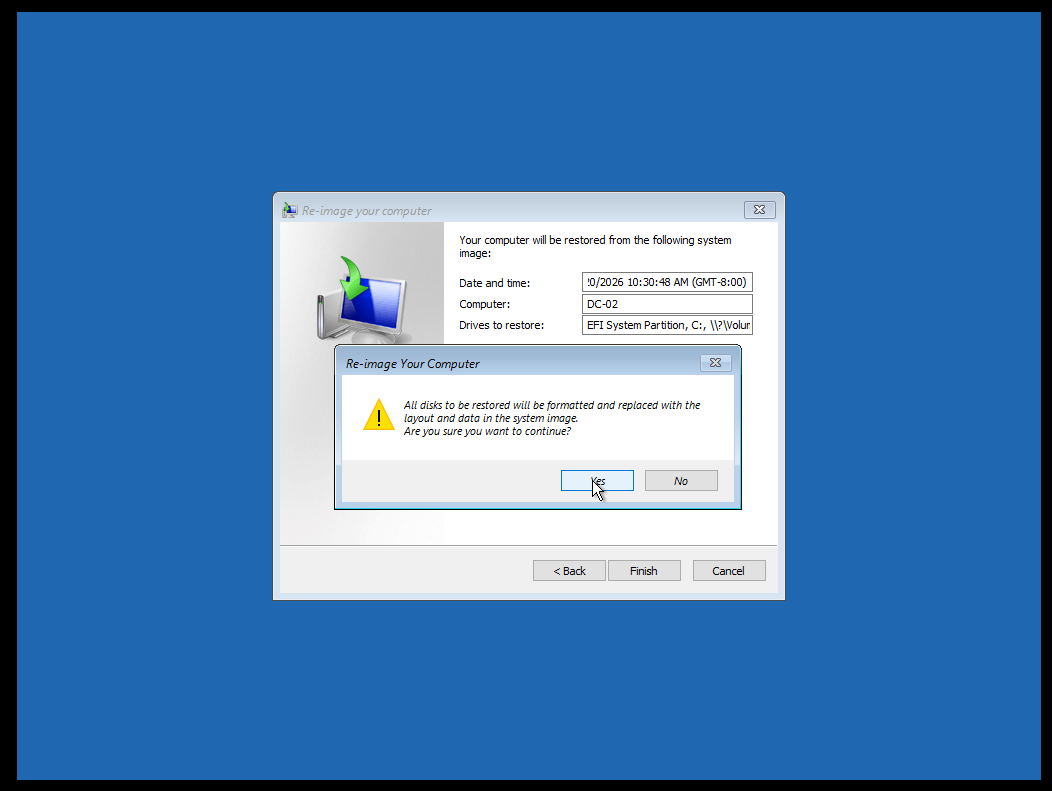 Re-image your computer
Your computer will be restored from the following system
image:
Date and time: 0/2026 10:30:48 AM (GMT-8:00)
Computer: DC-02
Drives to restore: EFI System Partition, C:, \\?\Volur
Re-image Your Computer
All disks to be restored will be formatted and replaced with the
layout and data in the system image.
Are you sure you want to continue?
Yes No
< Back Finish Cancel